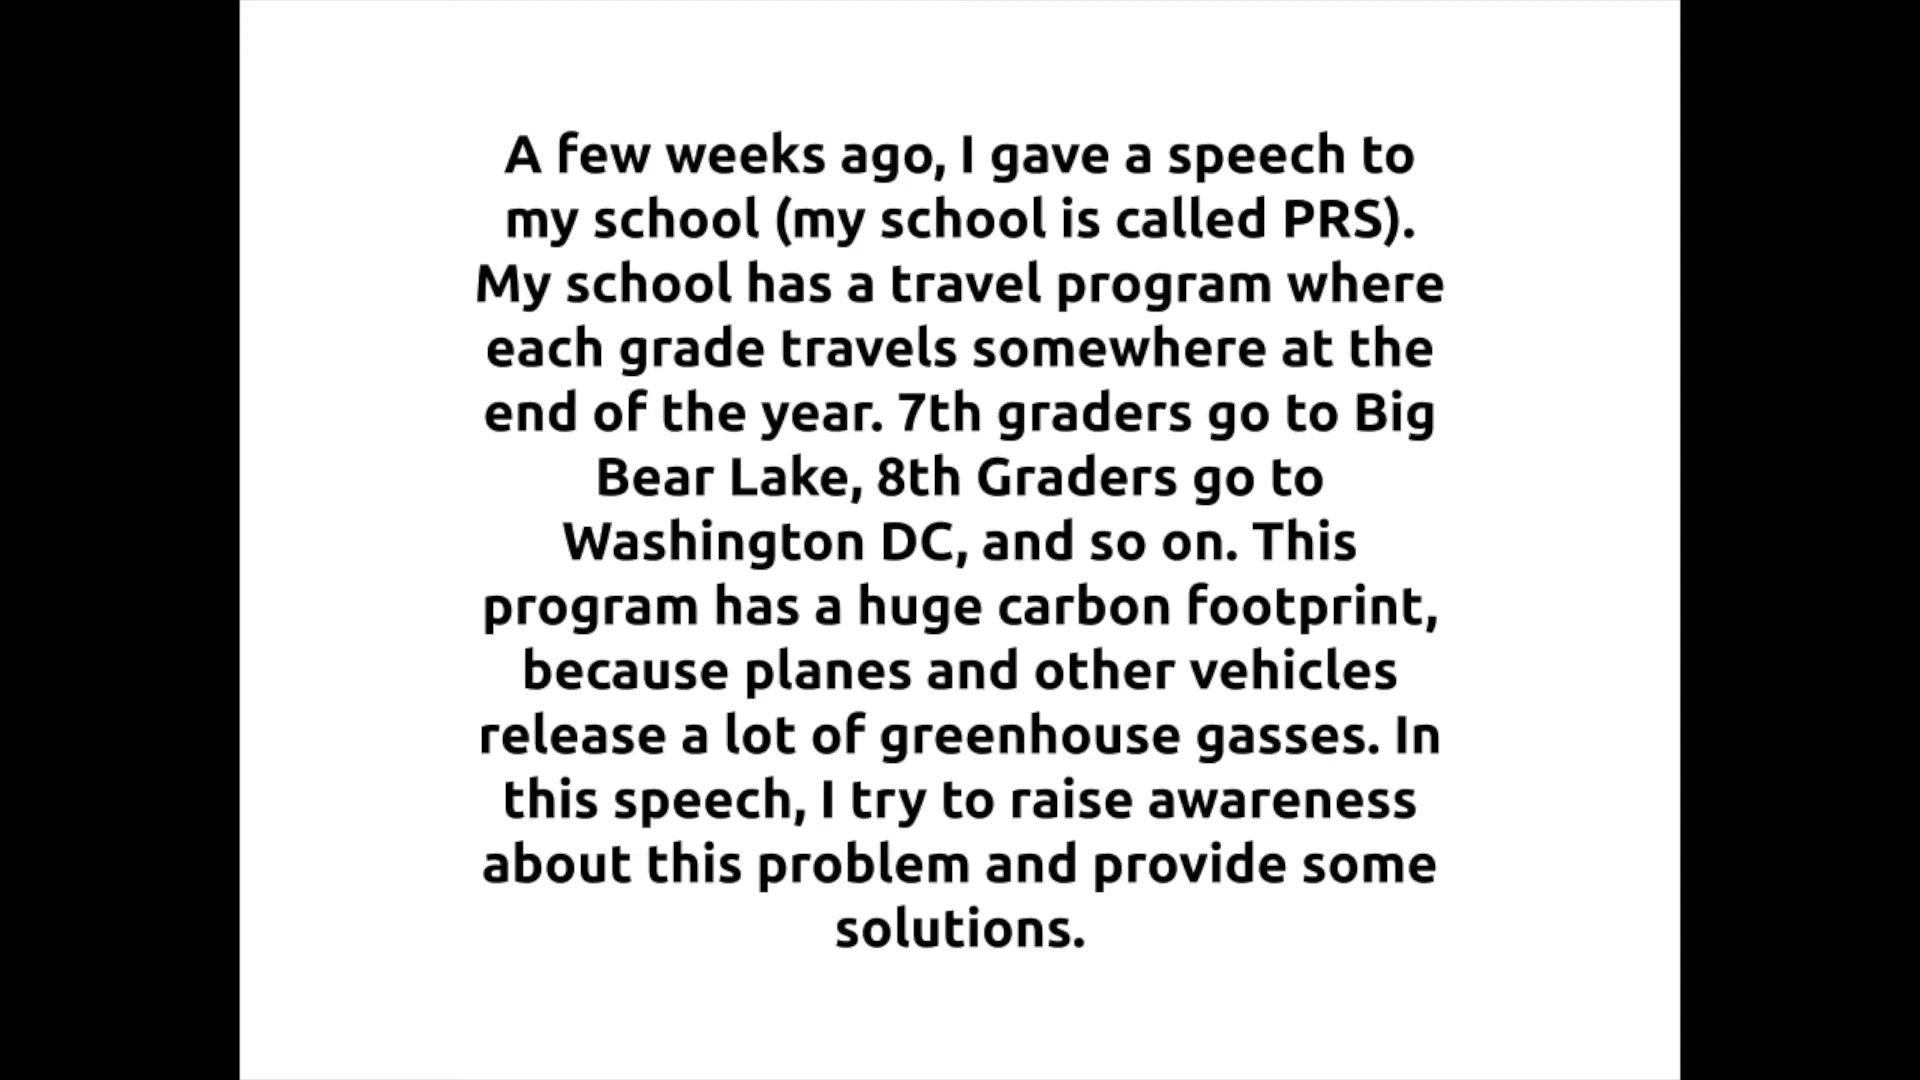 A few weeks ago, I gave a speech to
my school (my school is called PRS).
My school has a travel program where
each grade travels somewhere at the
end of the year. 7th graders go to Big
Bear Lake, 8th Graders go to
Washington DC, and so on. This
program has a huge carbon footprint,
because planes and other vehicles
release a lot of greenhouse gasses. In
this speech, I try to raise awareness
about this problem and provide some
solutions.